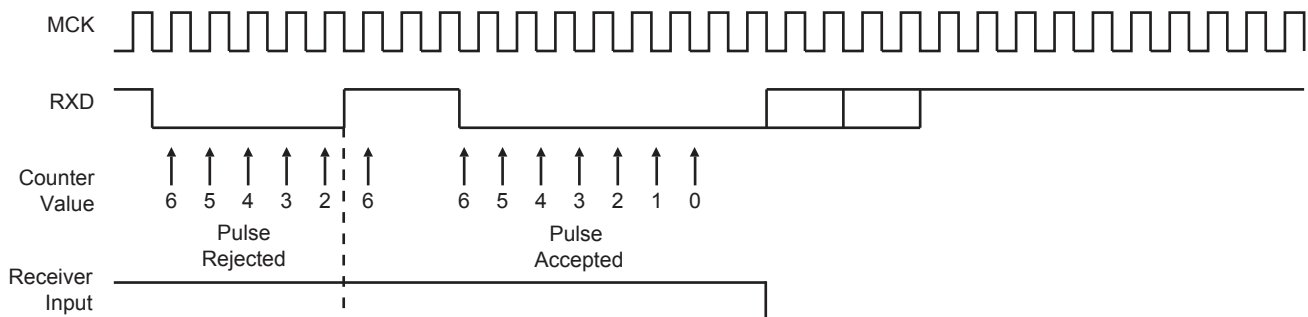 MCK
RXD
Counter
Value
6 5 4 3 2 6 6 5 4 3 2 1 0
Pulse
Rejected
Pulse
Accepted
Receiver
Input